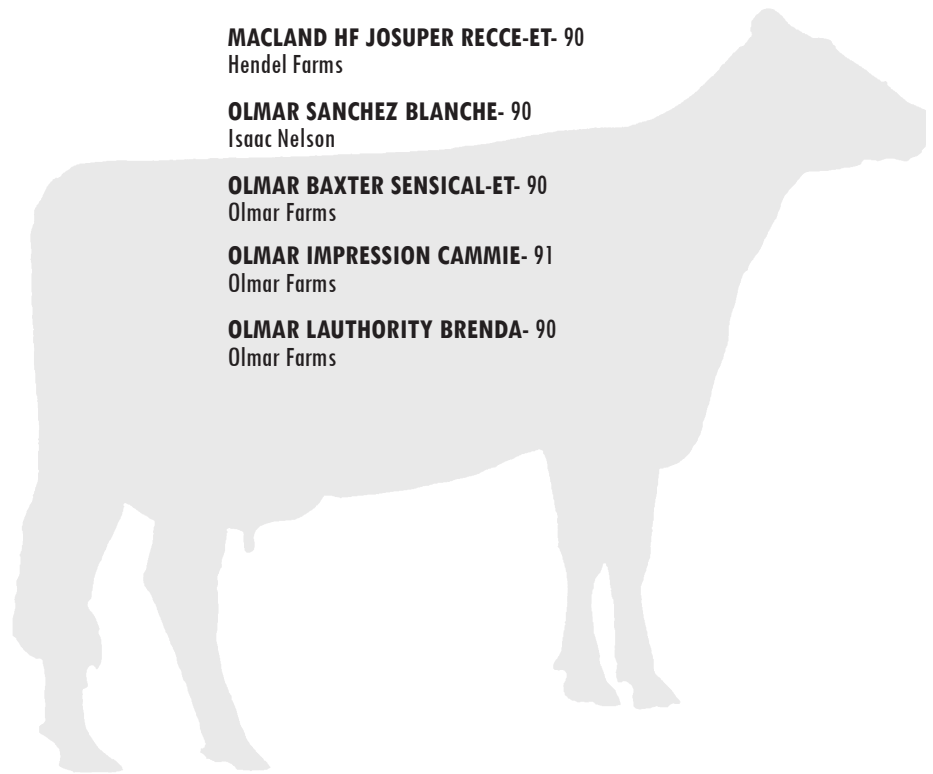 MACLAND HF JOSUPER RECCE-ET- 90
Hendel Farms
OLMAR SANCHEZ BLANCHE- 90
Isaac Nelson
OLMAR BAXTER SENSICAL-ET- 90
Olmar Farms
OLMAR IMPRESSION CAMMIE- 91
Olmar Farms
OLMAR LAUTHORITY BRENDA- 90
Olmar Farms